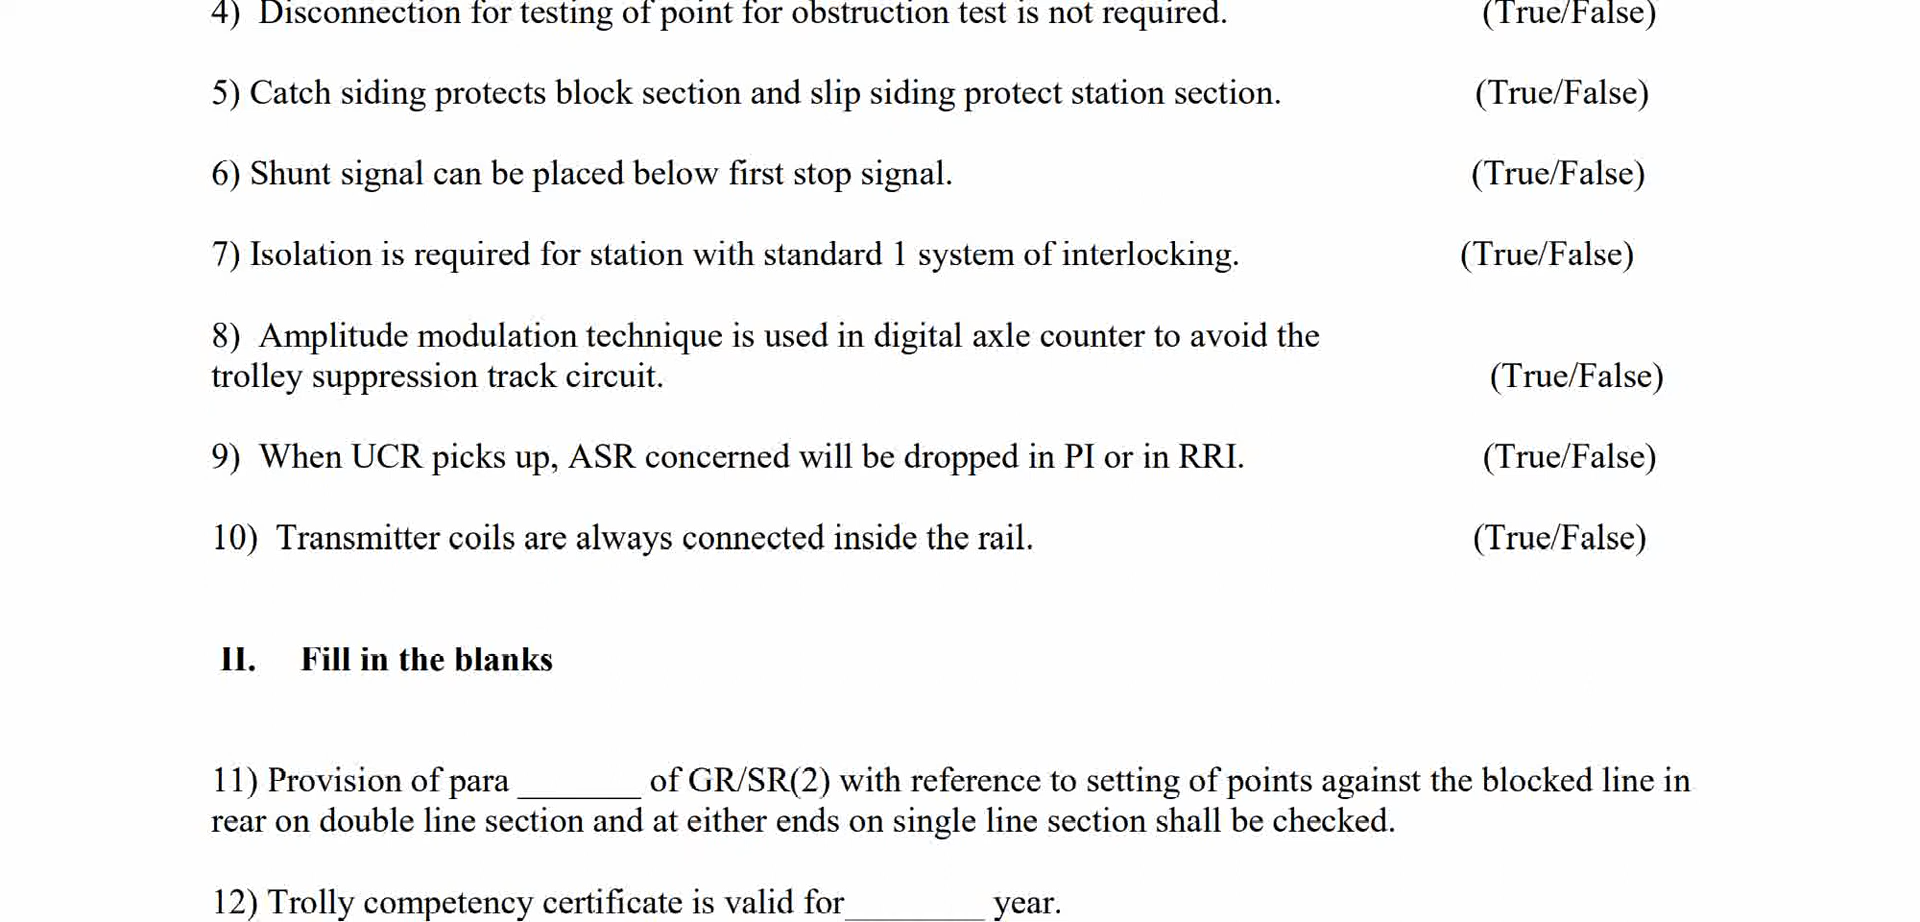 4) Disconnection for testing of point for obstruction test is not required. (True/False)
5) Catch siding protects block section and slip siding protect station section. (True/False)
6) Shunt signal can be placed below first stop signal. (True/False)
7) Isolation is required for station with standard 1 system of interlocking. (True/False)
8) Amplitude modulation technique is used in digital axle counter to avoid the
trolley suppression track circuit. (True/False)
9) When UCR picks up, ASR concerned will be dropped in PI or in RRI. (True/False)
10) Transmitter coils are always connected inside the rail. (True/False)
II. Fill in the blanks
11) Provision of para _______ of GR/SR(2) with reference to setting of points against the blocked line in
rear on double line section and at either ends on single line section shall be checked.
12) Trolly competency certificate is valid for________ year.